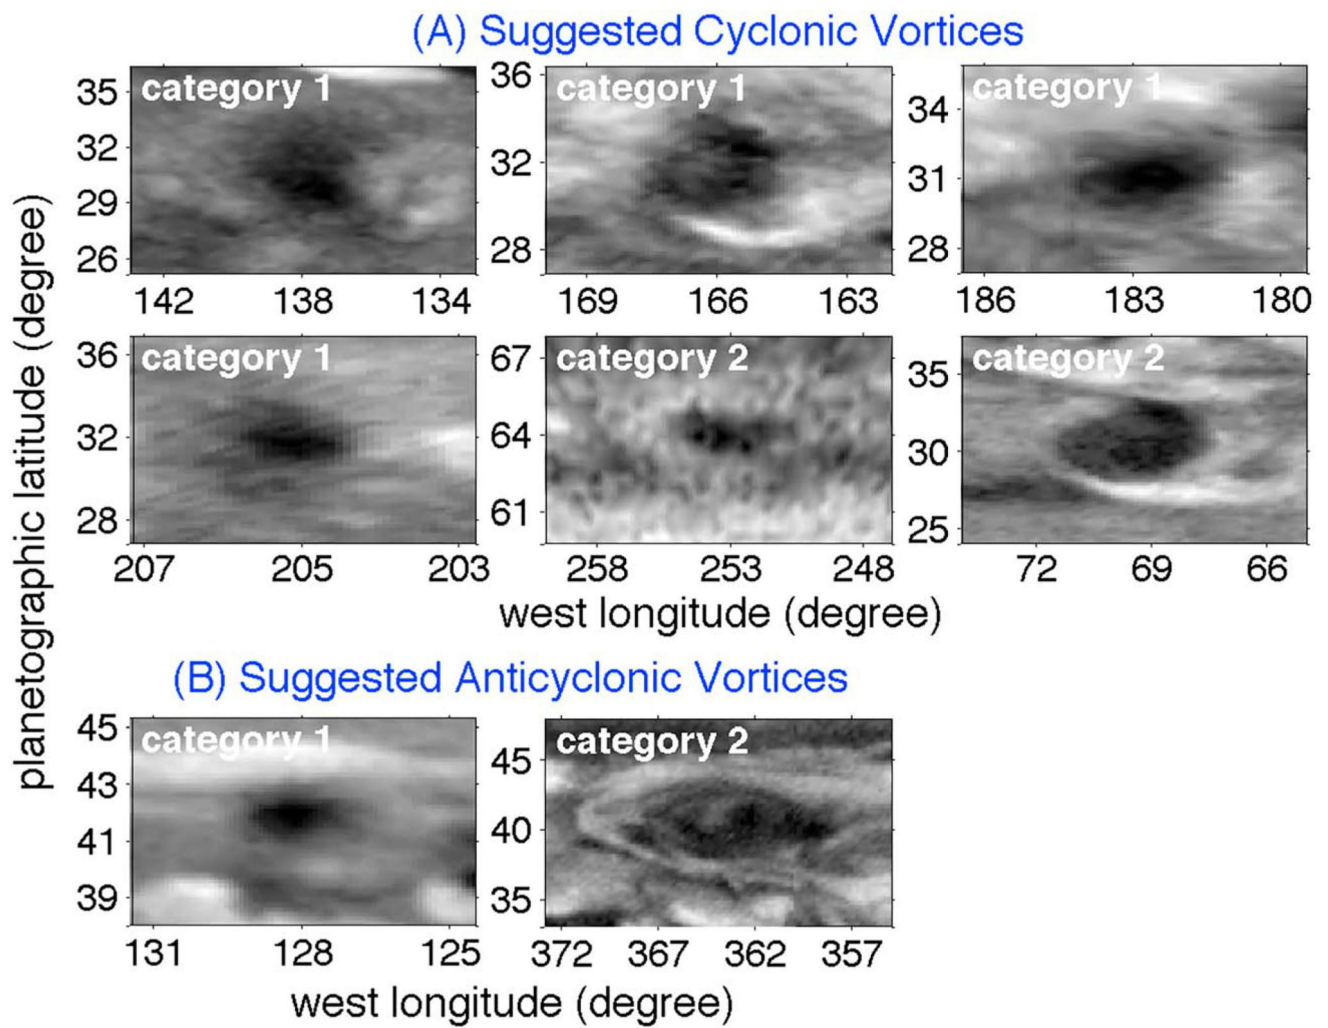 (A) Suggested Cyclonic Vortices
category 1
35
32
29
26
142 138 134
category 1
36
32
28
169 166 163
category 1
34
31
28
186 183 180
category 1
36
32
28
207 205 203
category 2
67
64
61
258 253 248
category 2
35
30
25
72 69 66
west longitude (degree)
planetographic latitude (degree)
(B) Suggested Anticyclonic Vortices
category 1
45
43
41
39
131 128 125
category 2
45
40
35
372 367 362 357
west longitude (degree)